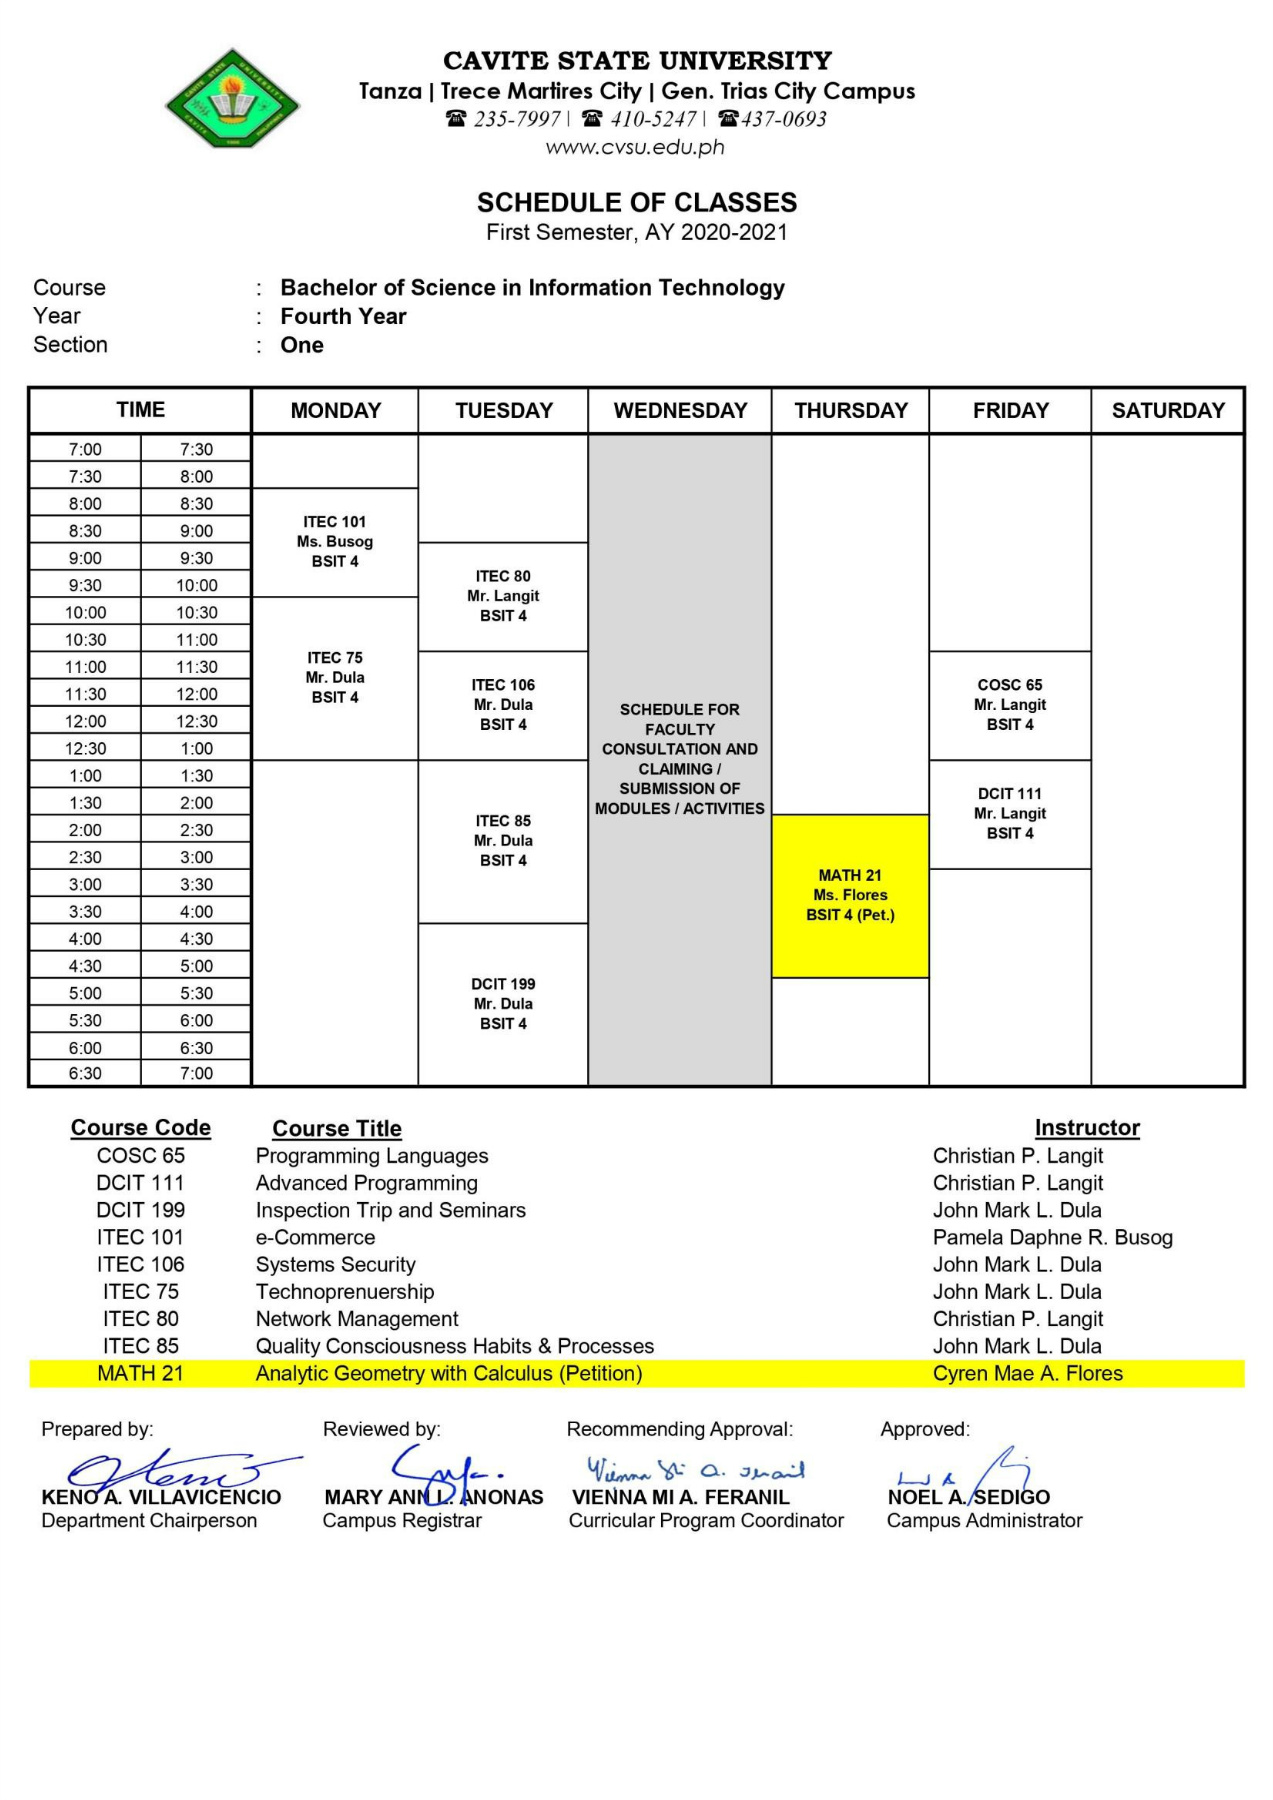 CAVITE STATE UNIVERSITY
Tanza | Trece Martires City | Gen. Trias City Campus
☎ 235-7997 | ☎ 410-5247 | ☎437-0693
www.cvsu.edu.ph
SCHEDULE OF CLASSES
First Semester, AY 2020-2021
Course : Bachelor of Science in Information Technology
Year : Fourth Year
Section : One
TIME MONDAY TUESDAY WEDNESDAY THURSDAY FRIDAY SATURDAY
7:00 7:30
7:30 8:00
8:00 8:30
8:30 9:00
9:00 9:30
9:30 10:00
10:00 10:30
10:30 11:00
11:00 11:30
11:30 12:00
12:00 12:30
12:30 1:00
1:00 1:30
1:30 2:00
2:00 2:30
2:30 3:00
3:00 3:30
3:30 4:00
4:00 4:30
4:30 5:00
5:00 5:30
5:30 6:00
6:00 6:30
6:30 7:00
ITEC 101
Ms. Busog
BSIT 4
ITEC 75
Mr. Dula
BSIT 4
ITEC 80
Mr. Langit
BSIT 4
ITEC 106
Mr. Dula
BSIT 4
ITEC 85
Mr. Dula
BSIT 4
DCIT 199
Mr. Dula
BSIT 4
SCHEDULE FOR
FACULTY
CONSULTATION AND
CLAIMING /
SUBMISSION OF
MODULES / ACTIVITIES
MATH 21
Ms. Flores
BSIT 4 (Pet.)
COSC 65
Mr. Langit
BSIT 4
DCIT 111
Mr. Langit
BSIT 4
Course Code Course Title Instructor
COSC 65 Programming Languages Christian P. Langit
DCIT 111 Advanced Programming Christian P. Langit
DCIT 199 Inspection Trip and Seminars John Mark L. Dula
ITEC 101 e-Commerce Pamela Daphne R. Busog
ITEC 106 Systems Security John Mark L. Dula
ITEC 75 Technoprenuership John Mark L. Dula
ITEC 80 Network Management Christian P. Langit
ITEC 85 Quality Consciousness Habits & Processes John Mark L. Dula
MATH 21 Analytic Geometry with Calculus (Petition) Cyren Mae A. Flores
Prepared by: Reviewed by: Recommending Approval: Approved:
KENO A. VILLAVICENCIO MARY ANN L. ANONAS VIENNA MI A. FERANIL NOEL A. SEDIGO
Department Chairperson Campus Registrar Curricular Program Coordinator Campus Administrator